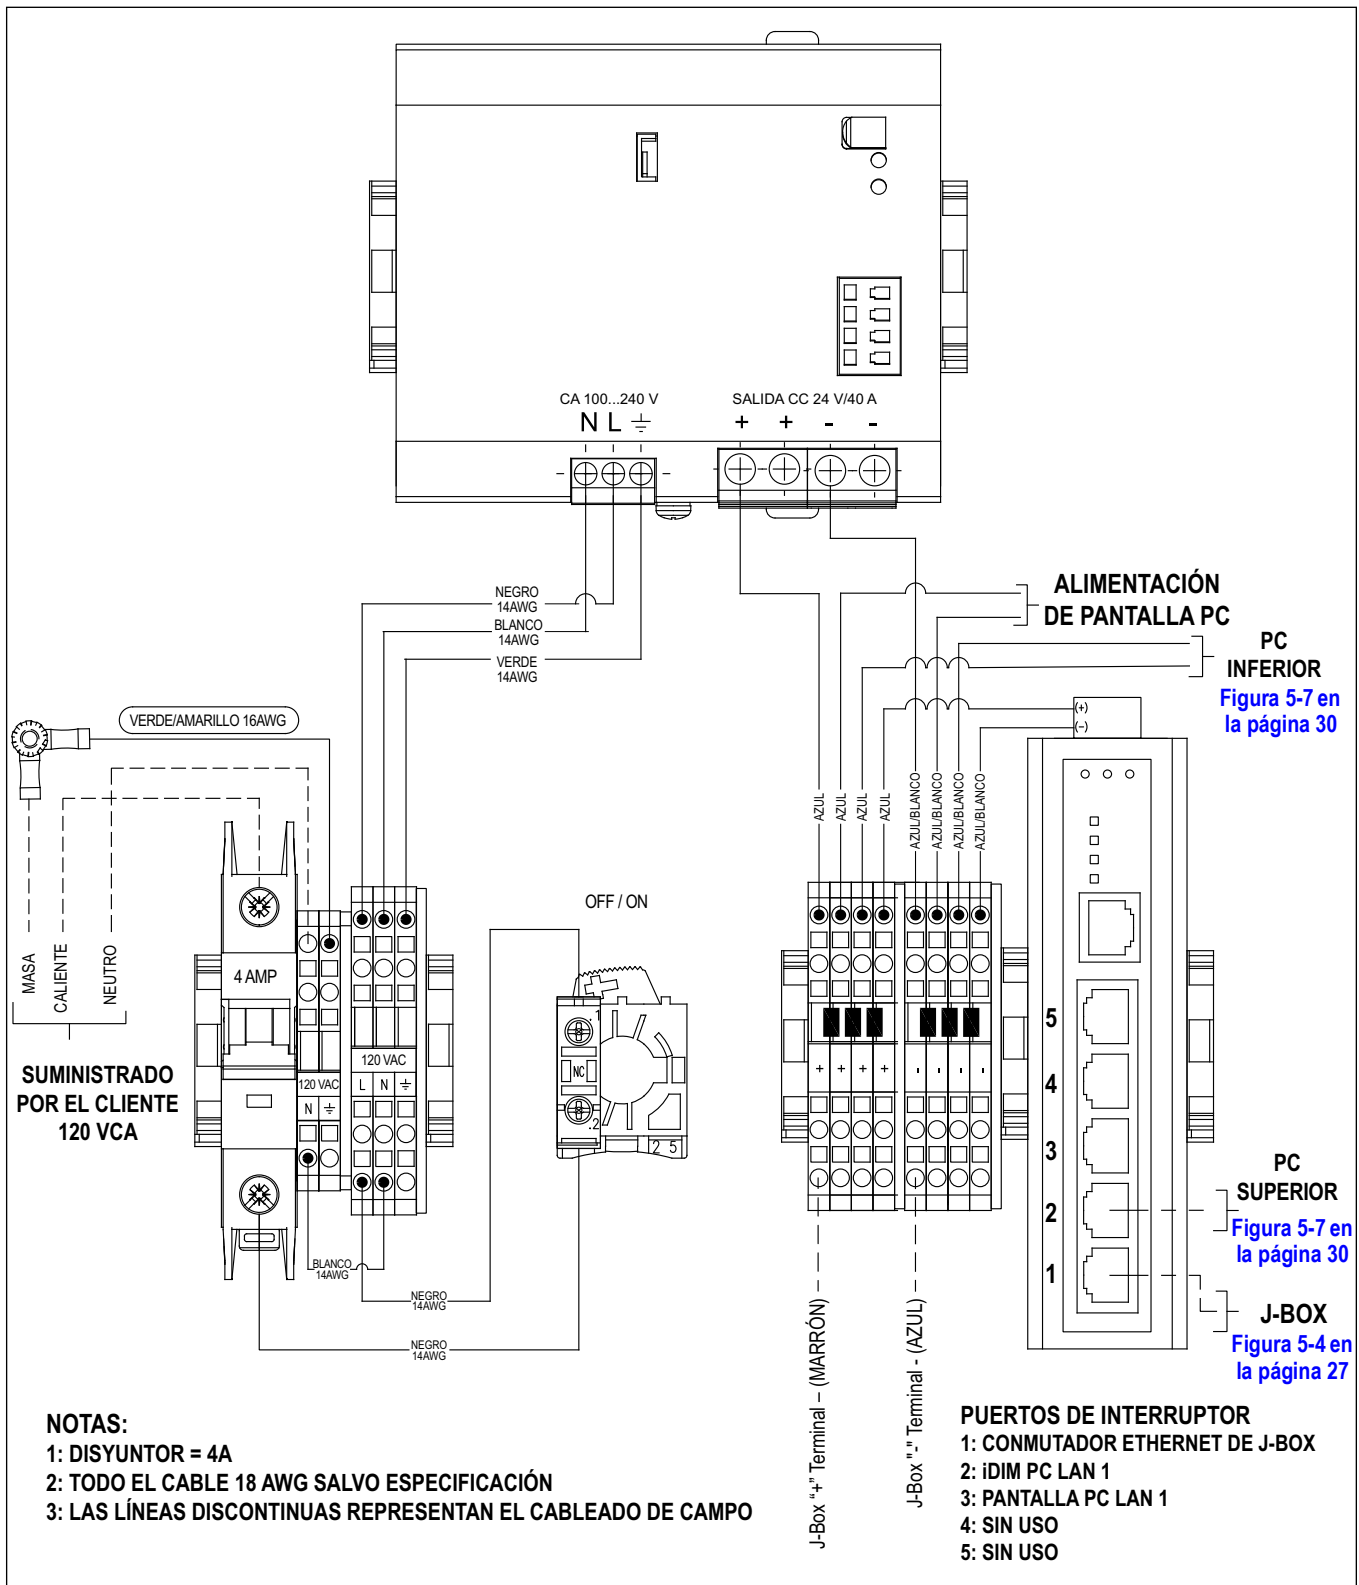 CA 100...240 V
N L
SALIDA CC 24 V/40 A
+ + - -
NEGRO
14AWG
BLANCO
14AWG
VERDE
14AWG
ALIMENTACIÓN
DE PANTALLA PC
PC
INFERIOR
Figura 5-7 en
la página 30
(+)
(−)
VERDE/AMARILLO 16AWG
AZUL
AZUL
AZUL
AZUL
AZUL/BLANCO
AZUL/BLANCO
AZUL/BLANCO
AZUL/BLANCO
MASA
CALIENTE
NEUTRO
SUMINISTRADO
POR EL CLIENTE
120 VCA
4 AMP
120 VAC
N
120 VAC
L N
OFF / ON
.1
NC
.2
2 5
+ + + +
- - - -
5
4
3
2
1
PC
SUPERIOR
Figura 5-7 en
la página 30
J-BOX
Figura 5-4 en
la página 27
BLANCO
14AWG
NEGRO
14AWG
NEGRO
14AWG
J-Box “+” Terminal – (MARRÓN)
J-Box "-" Terminal - (AZUL)
NOTAS:
1: DISYUNTOR = 4A
2: TODO EL CABLE 18 AWG SALVO ESPECIFICACIÓN
3: LAS LÍNEAS DISCONTINUAS REPRESENTAN EL CABLEADO DE CAMPO
PUERTOS DE INTERRUPTOR
1: CONMUTADOR ETHERNET DE J-BOX
2: iDIM PC LAN 1
3: PANTALLA PC LAN 1
4: SIN USO
5: SIN USO